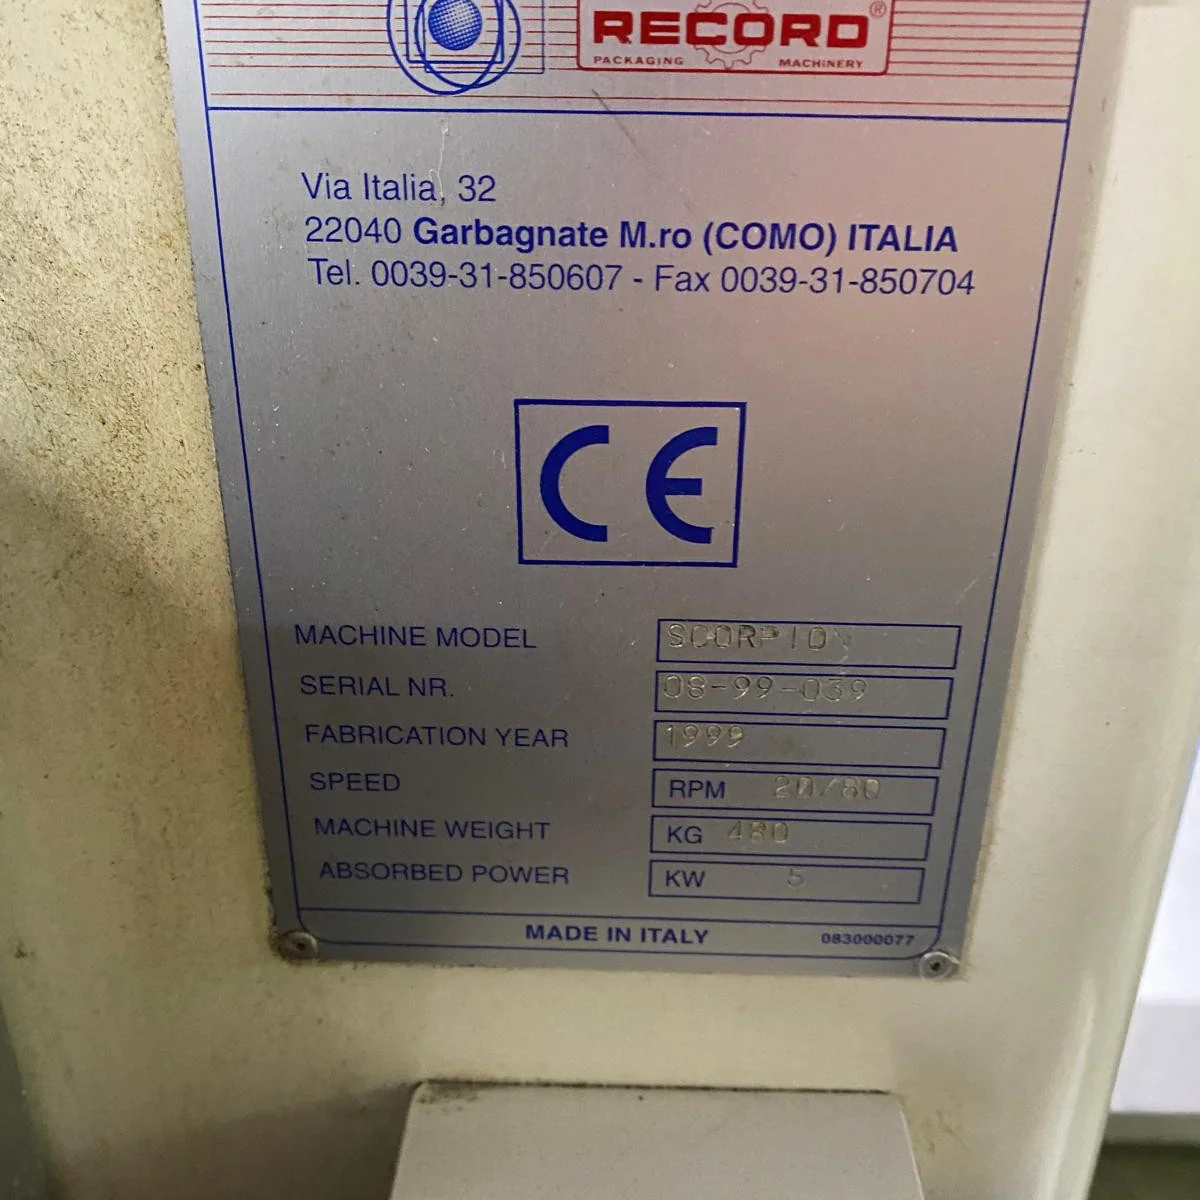 RECORD®
PACKAGING MACHINERY
Via Italia, 32
22040 Garbagnate M.ro (COMO) ITALIA
Tel. 0039-31-850607 - Fax 0039-31-850704
CE
MACHINE MODEL SCORPION
SERIAL NR. 08-99-039
FABRICATION YEAR 1999
SPEED RPM 20/80
MACHINE WEIGHT KG 480
ABSORBED POWER KW 5
MADE IN ITALY 083000077